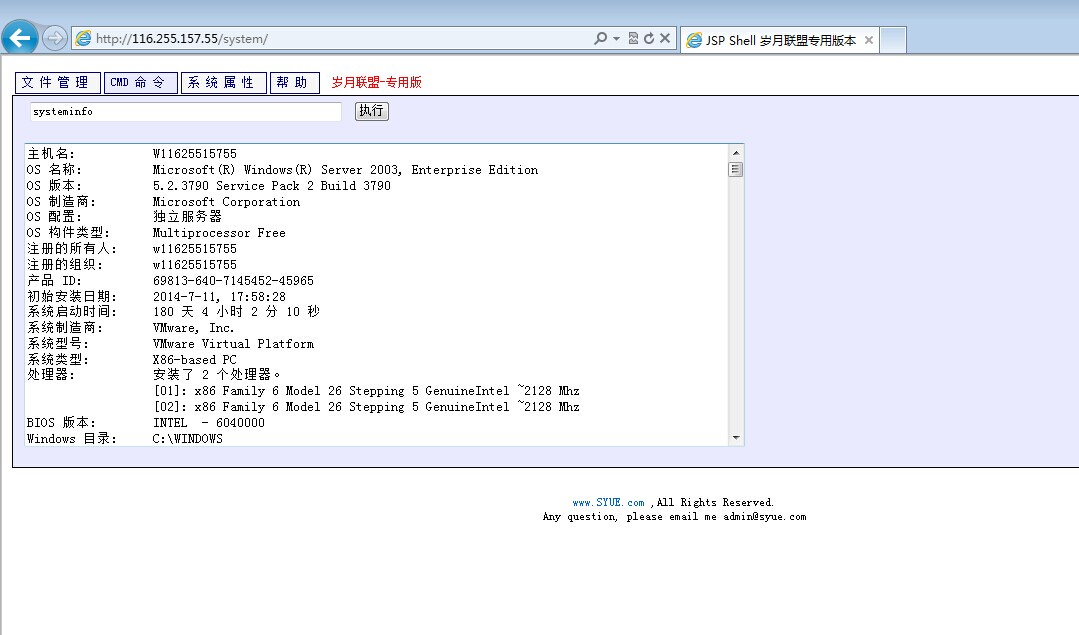 http://116.255.157.55/system/
JSP Shell 岁月联盟专用版本
文件管理 CMD 命令 系统属性 帮助 岁月联盟-专用版
systeminfo 执行
主机名: W11625515755
OS 名称: Microsoft(R) Windows(R) Server 2003, Enterprise Edition
OS 版本: 5.2.3790 Service Pack 2 Build 3790
OS 制造商: Microsoft Corporation
OS 配置: 独立服务器
OS 构件类型: Multiprocessor Free
注册的所有人: w11625515755
注册的组织: w11625515755
产品 ID: 69813-640-7145452-45965
初始安装日期: 2014-7-11, 17:58:28
系统启动时间: 180 天 4 小时 2 分 10 秒
系统制造商: VMware, Inc.
系统型号: VMware Virtual Platform
系统类型: X86-based PC
处理器: 安装了 2 个处理器。
[01]: x86 Family 6 Model 26 Stepping 5 GenuineIntel ~2128 Mhz
[02]: x86 Family 6 Model 26 Stepping 5 GenuineIntel ~2128 Mhz
BIOS 版本: INTEL - 6040000
Windows 目录: C:\WINDOWS
www.SYUE.com ,All Rights Reserved.
Any question, please email me admin@syue.com